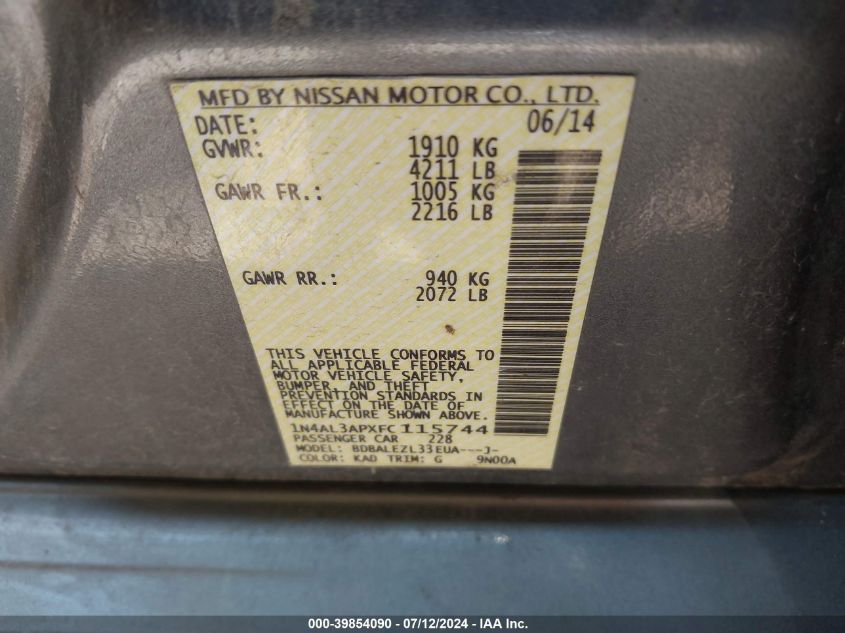 MFD BY NISSAN MOTOR CO., LTD.
DATE: 06/14
GVWR: 1910 KG
4211 LB
GAWR FR.: 1005 KG
2216 LB
GAWR RR.: 940 KG
2072 LB
THIS VEHICLE CONFORMS TO
ALL APPLICABLE FEDERAL
MOTOR VEHICLE SAFETY,
BUMPER, AND THEFT
PREVENTION STANDARDS IN
EFFECT ON THE DATE OF
MANUFACTURE SHOWN ABOVE.
1N4AL3APXFC115744
PASSENGER CAR 228
MODEL: BDBALEZL33EUA---J-
COLOR: KAD TRIM: G 9N00A
000-39854090 - 07/12/2024 - IAA Inc.